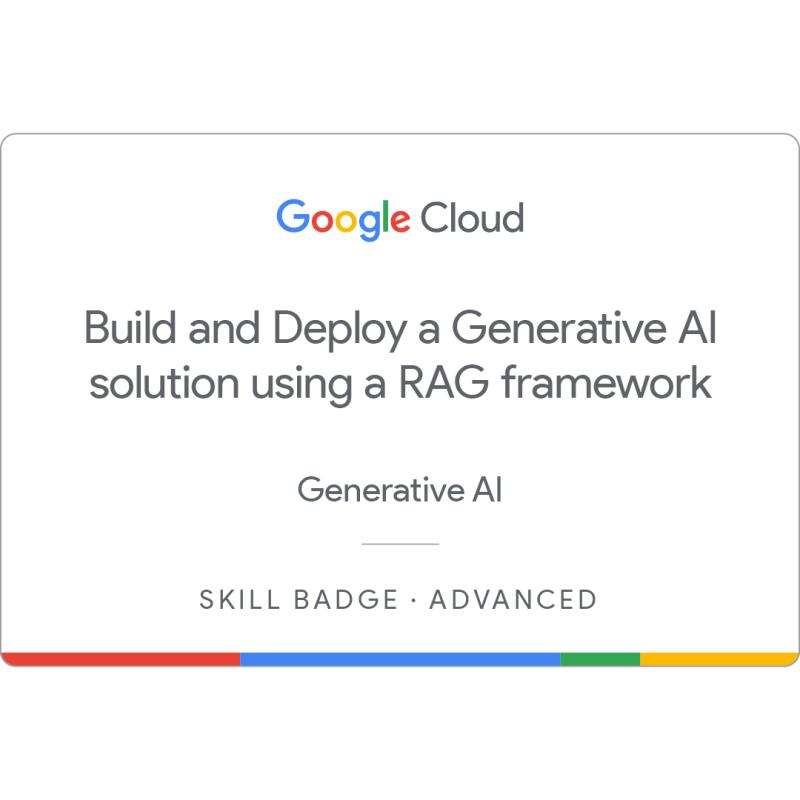 Google Cloud
Build and Deploy a Generative AI
solution using a RAG framework
Generative AI
SKILL BADGE · ADVANCED